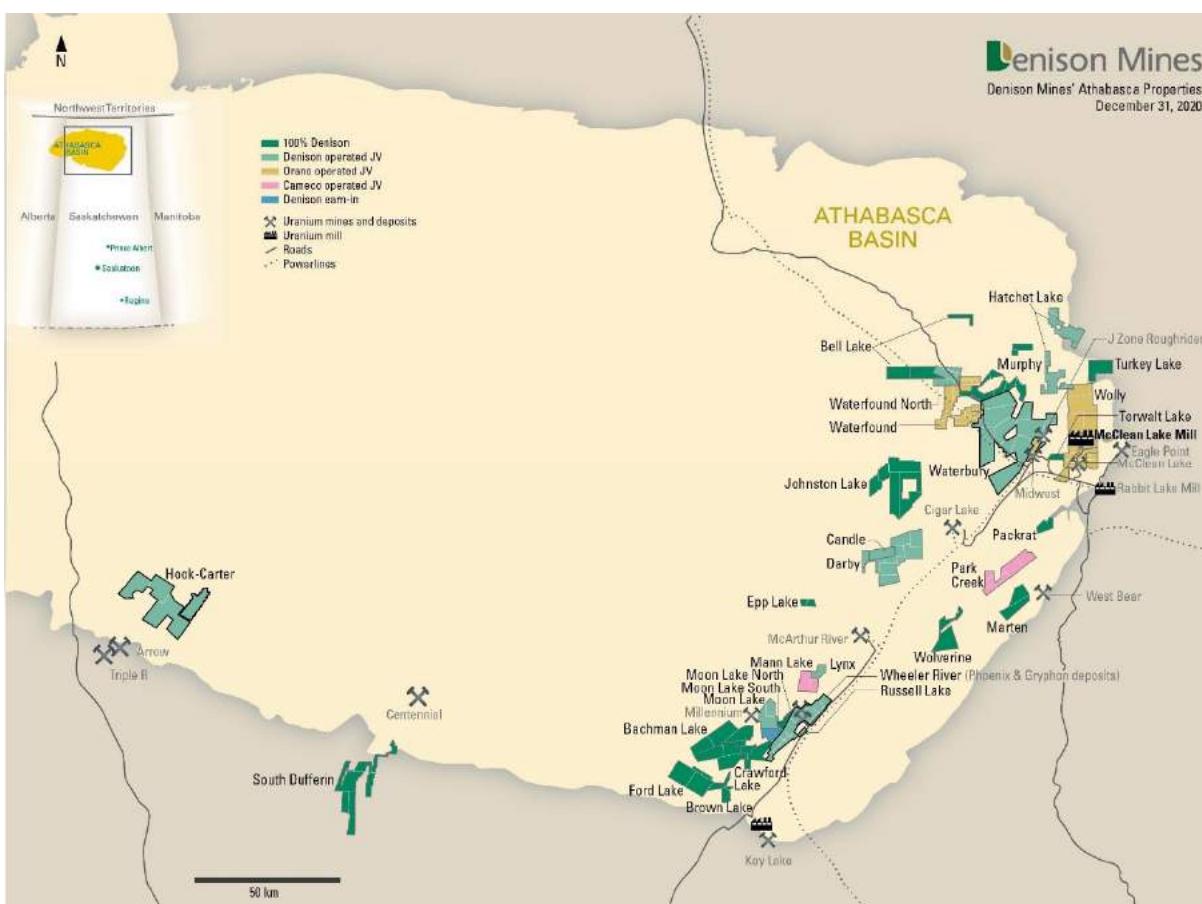 N
Denison Mines
Denison Mines' Athabasca Properties
December 31, 2020
Northwest Territories
ATHABASCA
BASIN
Alberta
Saskatchewan
Manitoba
Prince Albert
Saskatoon
Regina
100% Denison
Denison operated JV
Orano operated JV
Cameco operated JV
Denison earn-in
Uranium mines and deposits
Uranium mill
Roads
Powerlines
ATHABASCA
BASIN
Hatchet Lake
J Zone Roughrider
Bell Lake
Murphy
Turkey Lake
Wolly
Waterfound North
Terwalt Lake
Waterfound
McClean Lake Mill
Eagle Point
McClean Lake
Waterbury
Midwest
Rabbit Lake Mill
Johnston Lake
Cigar Lake
Packrat
Candle
Darby
Park
Creek
Hook-Carter
West Bear
Epp Lake
Marten
McArthur River
Wolverine
Arrow
Triple R
Mann Lake
Lynx
Moon Lake North
Wheeler River (Phoenix & Gryphon deposits)
Moon Lake South
Russell Lake
Moon Lake
Millennium
Centennial
Bachman Lake
South Dufferin
Crawford
Lake
Ford Lake
Brown Lake
Key Lake
50 km